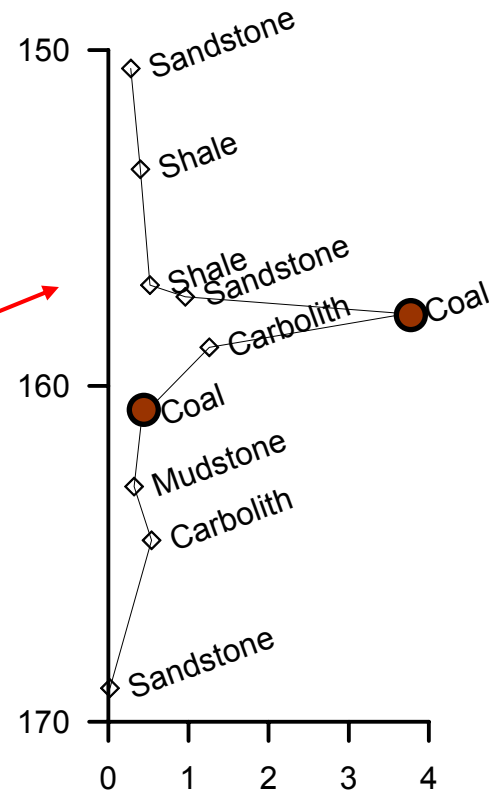 150
Sandstone
Shale
Shale
Sandstone
Coal
Carbolith
160
Coal
Mudstone
Carbolith
Sandstone
170
0 1 2 3 4